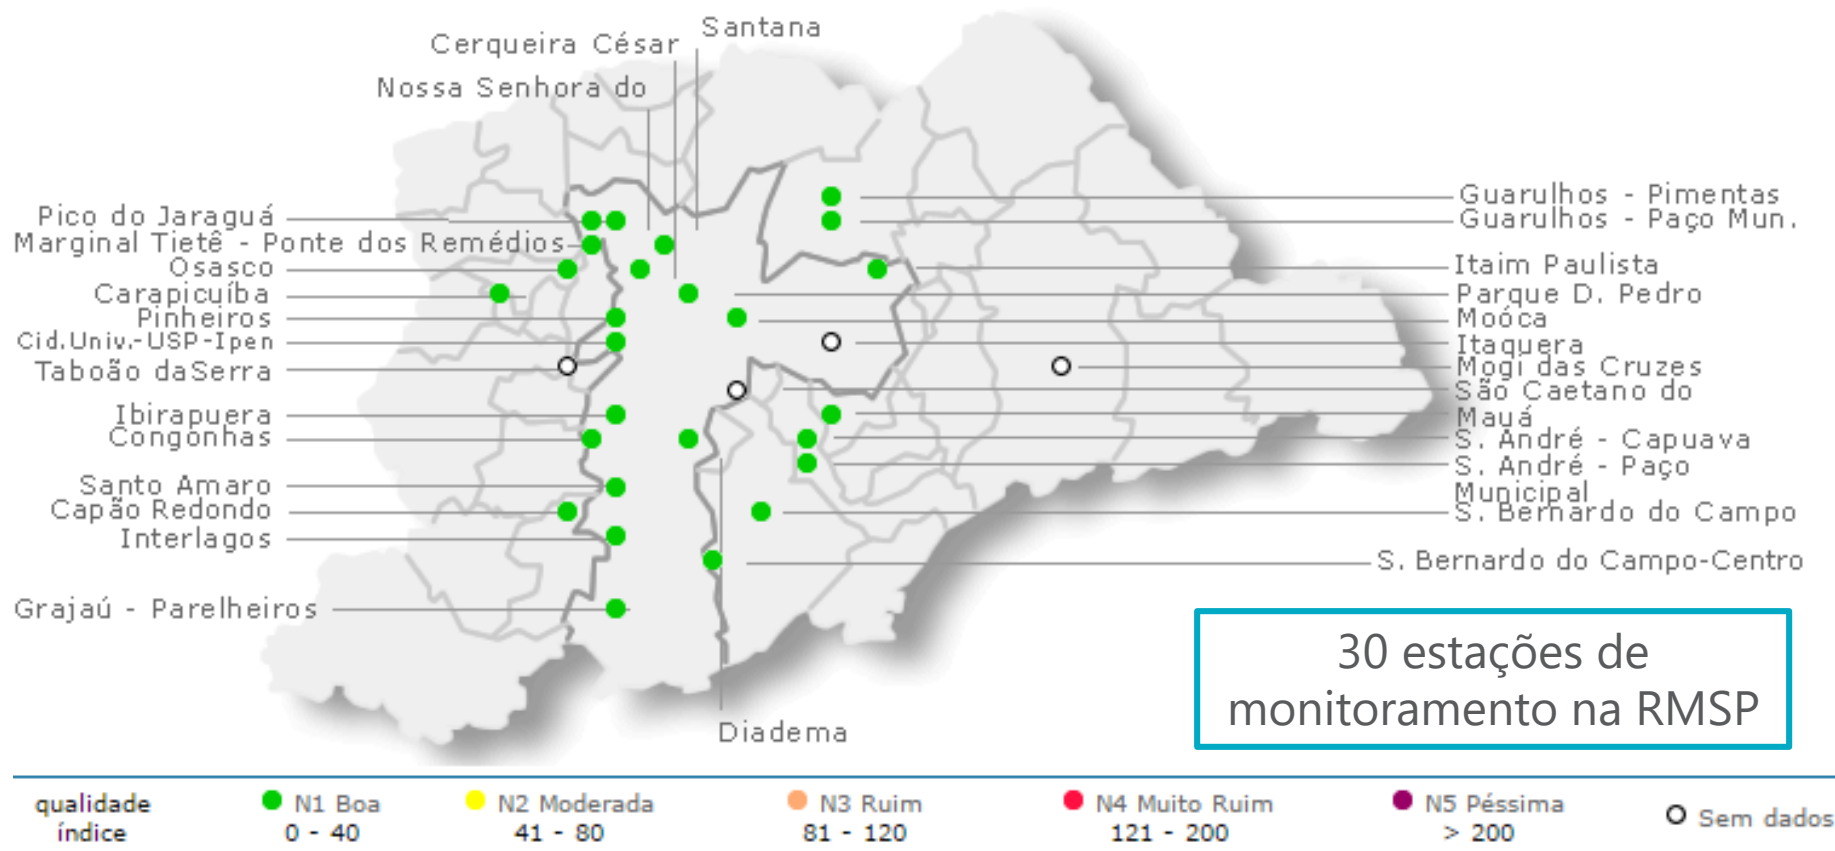 Santana
Cerqueira César
Nossa Senhora do
Pico do Jaraguá
Marginal Tietê - Ponte dos Remédios
Osasco
Carapicuíba
Pinheiros
Cid.Univ.-USP-Ipen
Taboão daSerra
Ibirapuera
Congonhas
Santo Amaro
Capão Redondo
Interlagos
Grajaú - Parelheiros
Guarulhos - Pimentas
Guarulhos - Paço Mun.
Itaim Paulista
Parque D. Pedro
Moóca
Itaquera
Mogi das Cruzes
São Caetano do
Mauá
S. André - Capuava
S. André - Paço
Municipal
S. Bernardo do Campo
S. Bernardo do Campo-Centro
Diadema
30 estações de
monitoramento na RMSP
qualidade
índice
N1 Boa
0 - 40
N2 Moderada
41 - 80
N3 Ruim
81 - 120
N4 Muito Ruim
121 - 200
N5 Péssima
> 200
Sem dados